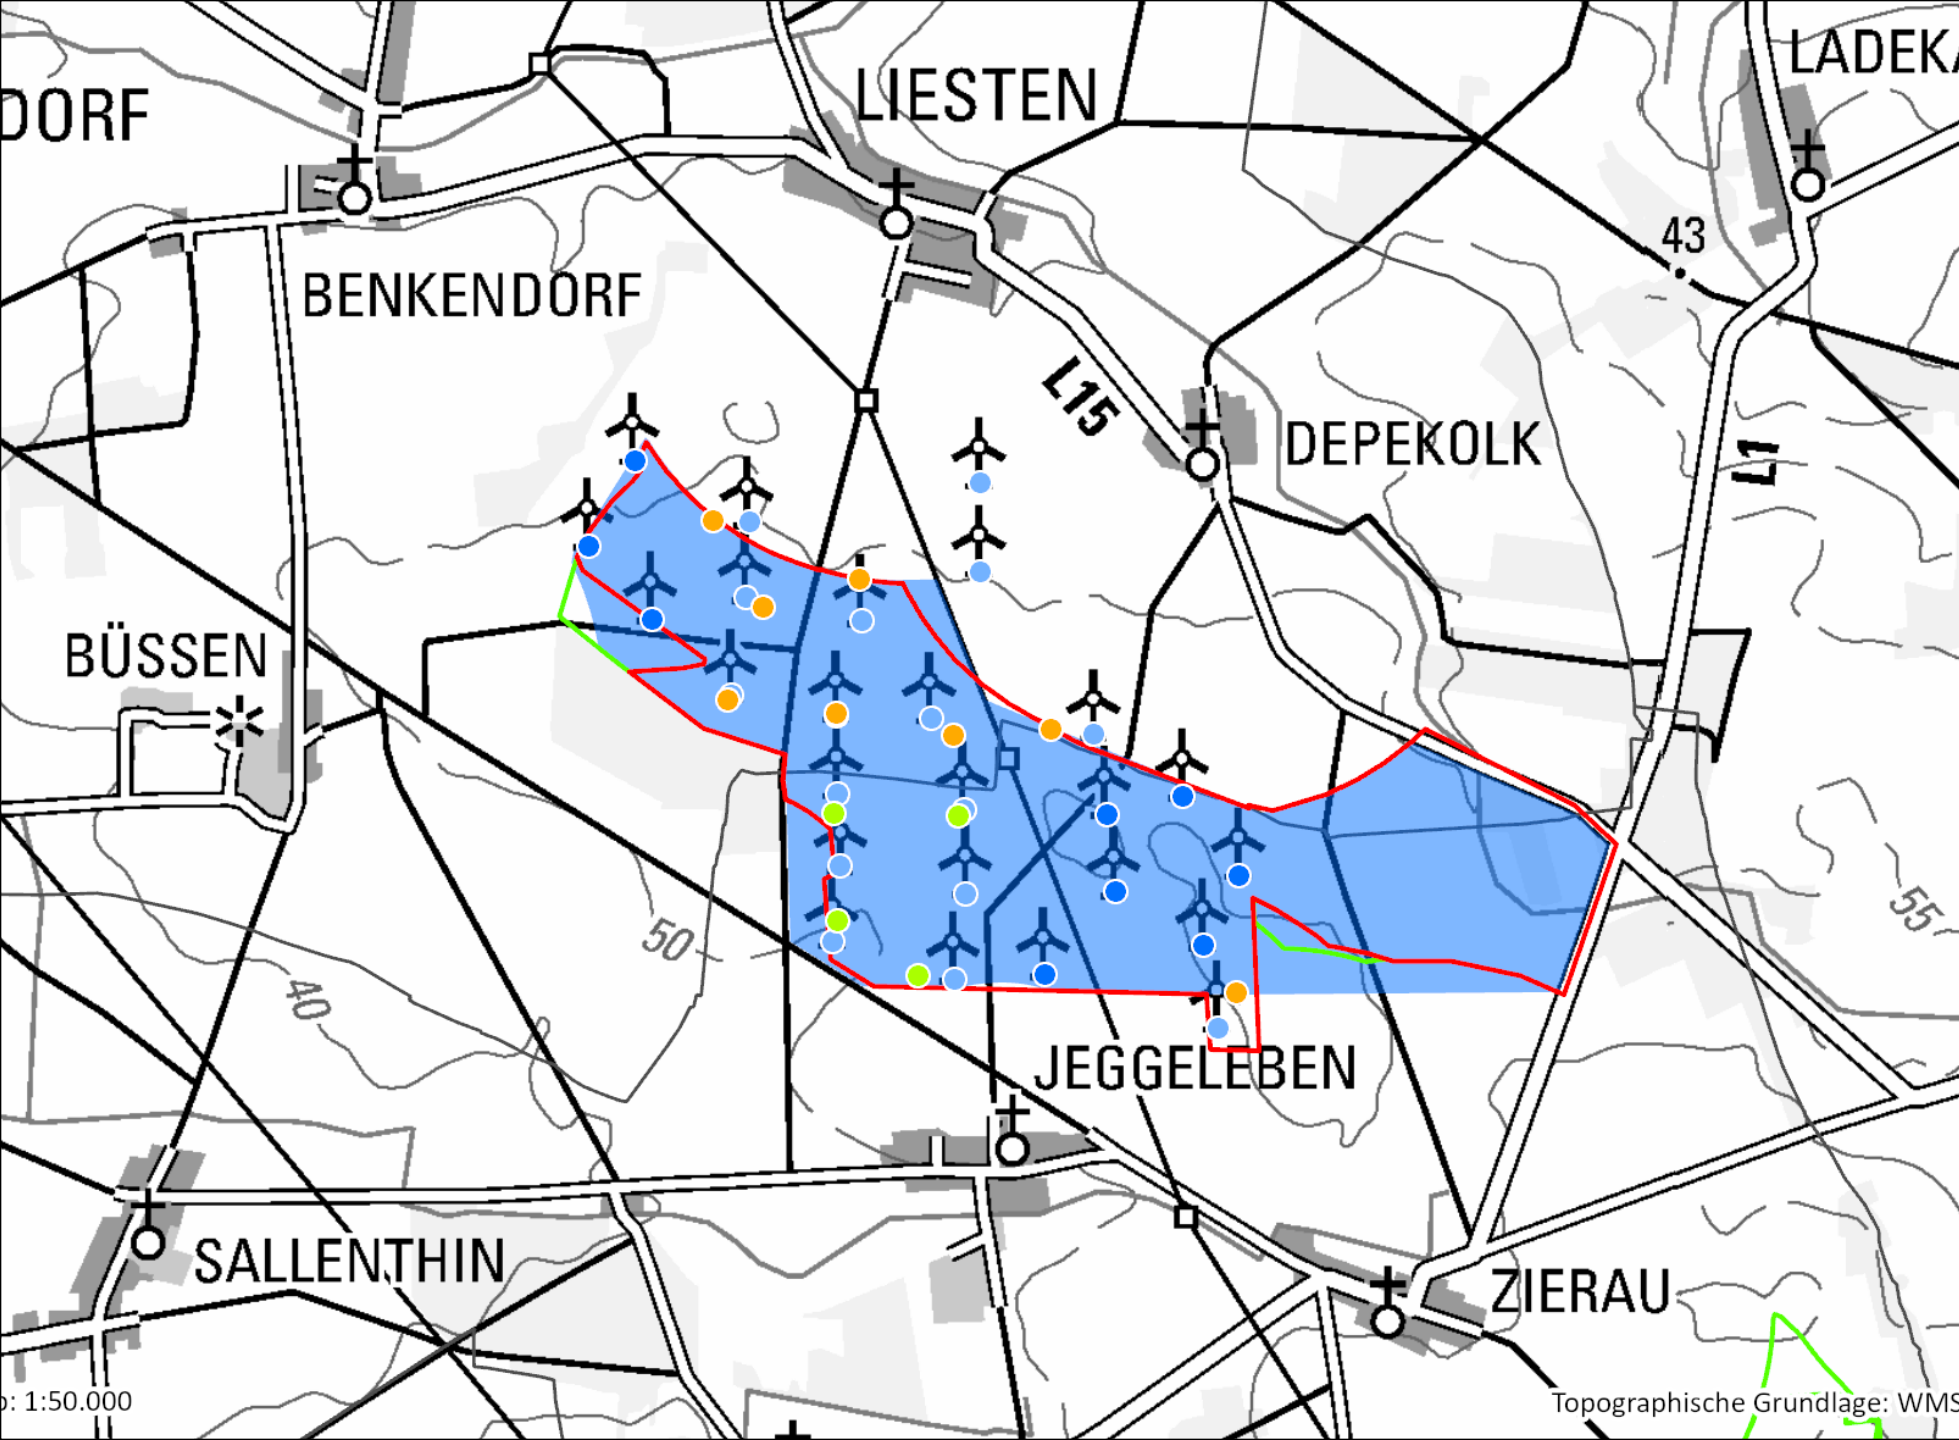 LADEKA
DORF
LIESTEN
43
BENKENDORF
L15
DEPEKOLK
L1
BÜSSEN
50
55
40
JEGGELEBEN
SALLENTHIN
ZIERAU
: 1:50.000
Topographische Grundlage: WMS